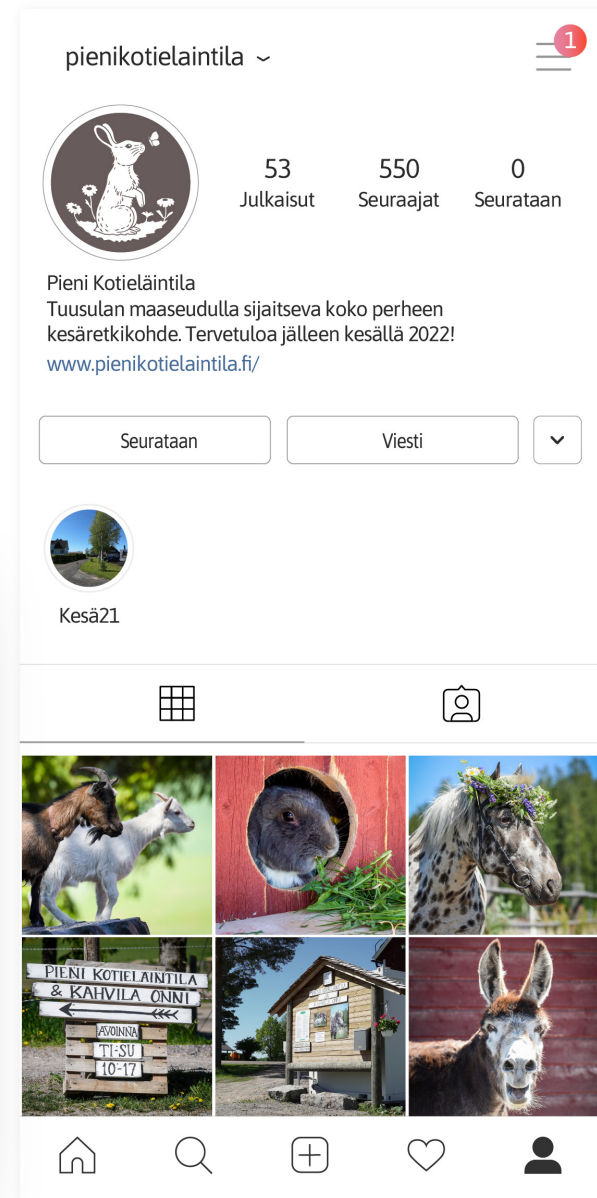 pienikotielaintila
1
53
550
0
Julkaisut
Seuraajat
Seurataan
Pieni Kotieläintila
Tuusulan maaseudulla sijaitseva koko perheen
kesäretkikohde. Tervetuloa jälleen kesällä 2022!
www.pienikotielaintila.fi/
Seurataan
Viesti
Kesä21
PIENI KOTIELAINTILA
& KAHVILA ONNI
AVOINNA
TI-SU
10-17